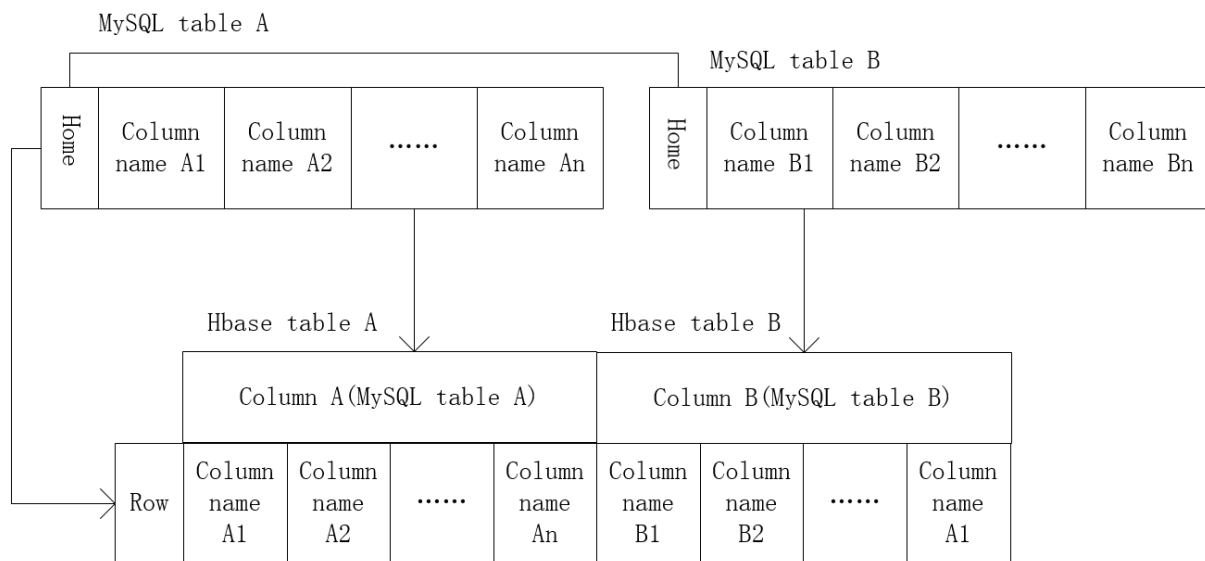 MySQL table A
MySQL table B
Home
Column
name A1
Column
name A2
……
Column
name An
Home
Column
name B1
Column
name B2
……
Column
name Bn
Hbase table A
Hbase table B
Column A(MySQL table A)
Column B(MySQL table B)
Row
Column
name
A1
Column
name
A2
……
Column
name
An
Column
name
B1
Column
name
B2
……
Column
name
A1